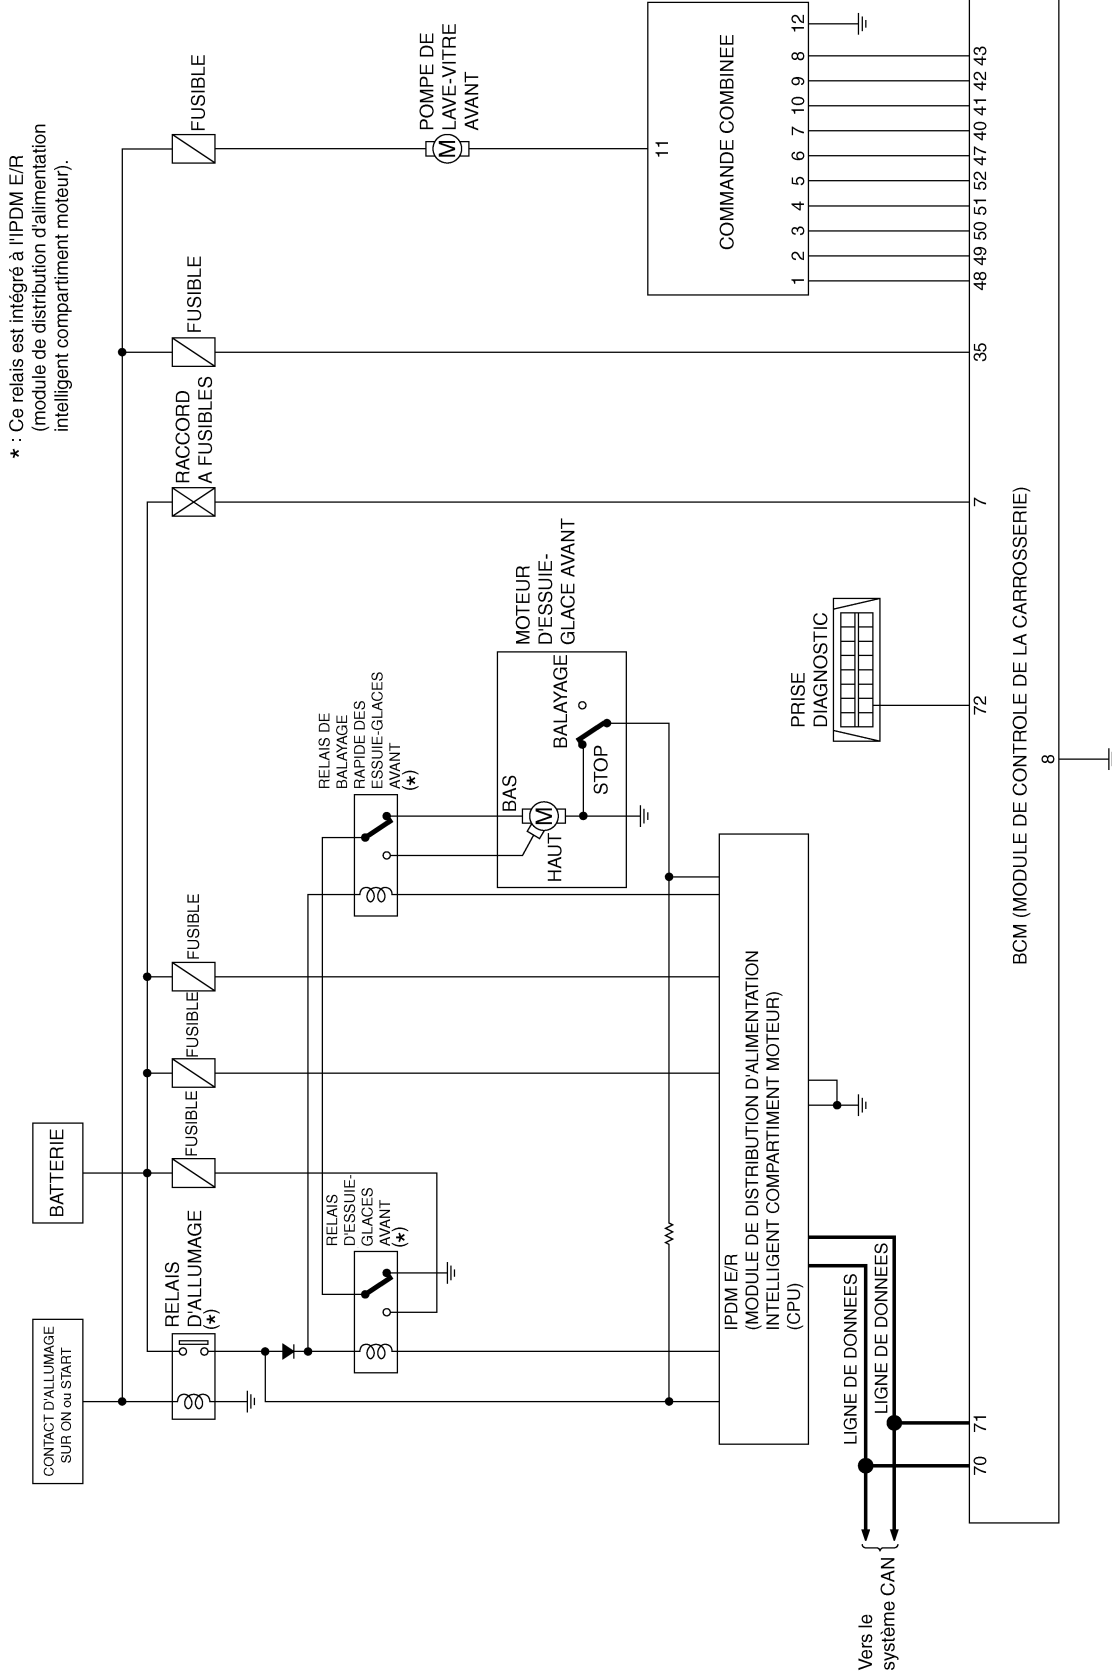 CONTACT D'ALLUMAGE
SUR ON ou START
BATTERIE
* : Ce relais est intégré à l'IPDM E/R
(module de distribution d'alimentation
intelligent compartiment moteur).
RELAIS
D'ALLUMAGE
(*)
FUSIBLE
FUSIBLE
FUSIBLE
RACCORD
A FUSIBLES
FUSIBLE
FUSIBLE
RELAIS
D'ESSUIE-
GLACES
AVANT
(*)
RELAIS DE
BALAYAGE
RAPIDE DES
ESSUIE-GLACES
AVANT
(*)
MOTEUR
D'ESSUIE-
GLACE AVANT
BAS
M
HAUT
BALAYAGE
STOP
POMPE DE
LAVE-VITRE
AVANT
M
11
COMMANDE COMBINEE
1 2 3 4 5 6 7 10 9 8 12
IPDM E/R
(MODULE DE DISTRIBUTION D'ALIMENTATION
INTELLIGENT COMPARTIMENT MOTEUR)
(CPU)
PRISE
DIAGNOSTIC
LIGNE DE DONNEES
LIGNE DE DONNEES
Vers le
système CAN
70 71 72 7 35 48 49 50 51 52 47 40 41 42 43
BCM (MODULE DE CONTROLE DE LA CARROSSERIE)
8